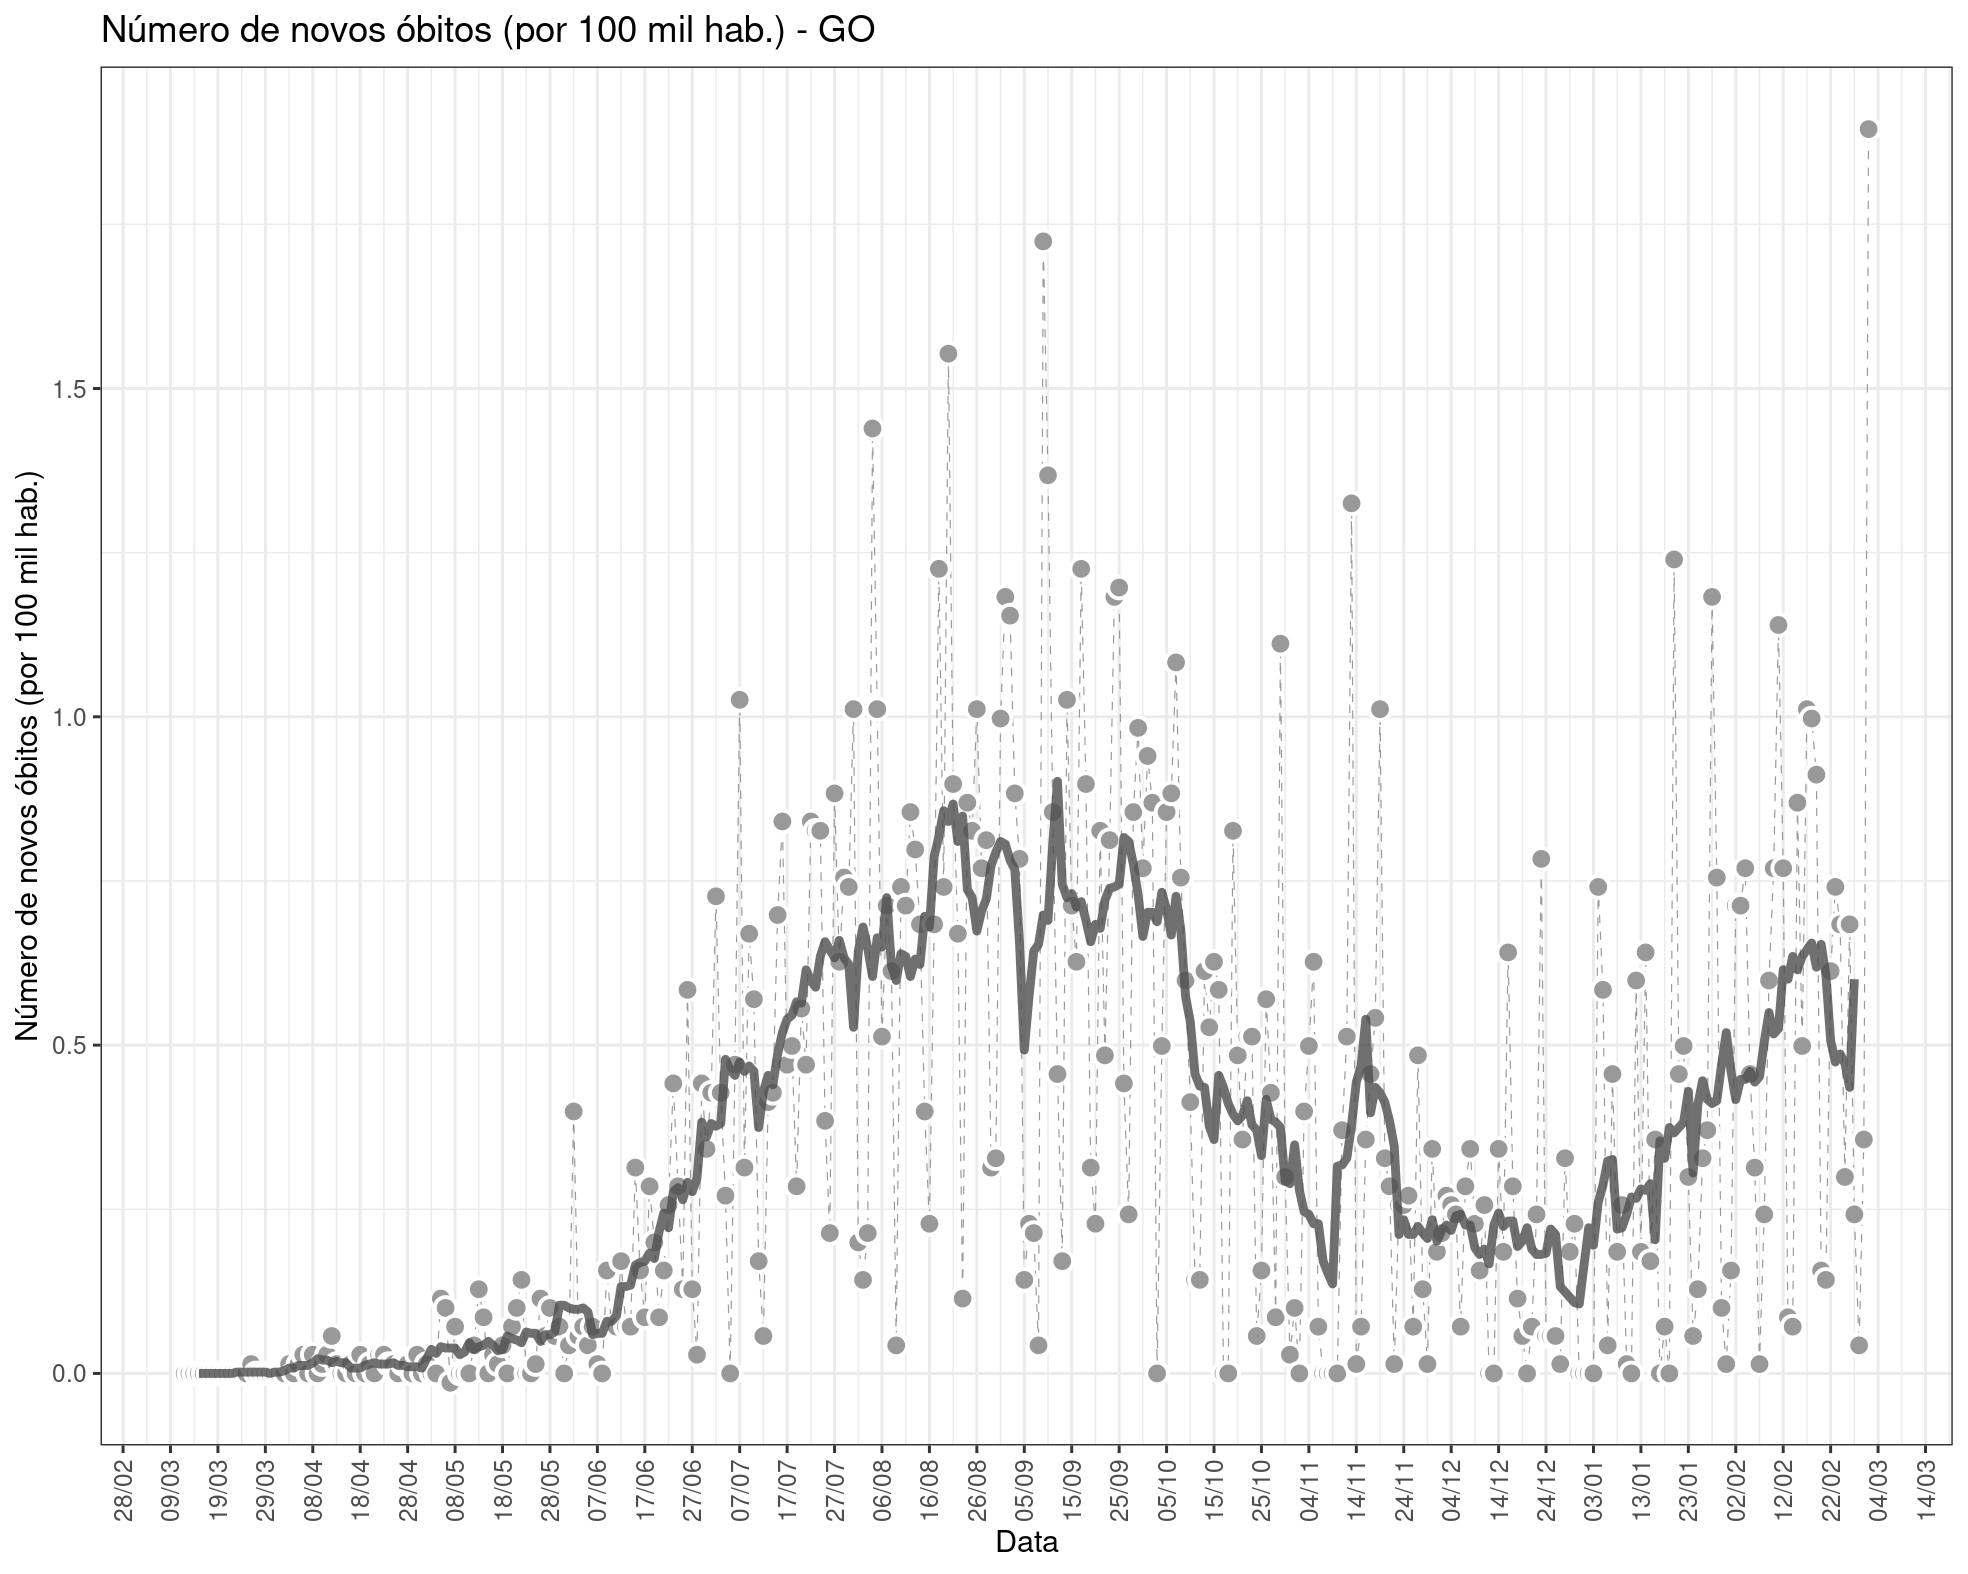 Número de novos óbitos (por 100 mil hab.) - GO
Número de novos óbitos (por 100 mil hab.)
1.5
1.0
0.5
0.0
28/02 09/03 19/03 29/03 08/04 18/04 28/04 08/05 18/05 28/05 07/06 17/06 27/06 07/07 17/07 27/07 06/08 16/08 26/08 05/09 15/09 25/09 05/10 15/10 25/10 04/11 14/11 24/11 04/12 14/12 24/12 03/01 13/01 23/01 02/02 12/02 22/02 04/03 14/03
Data